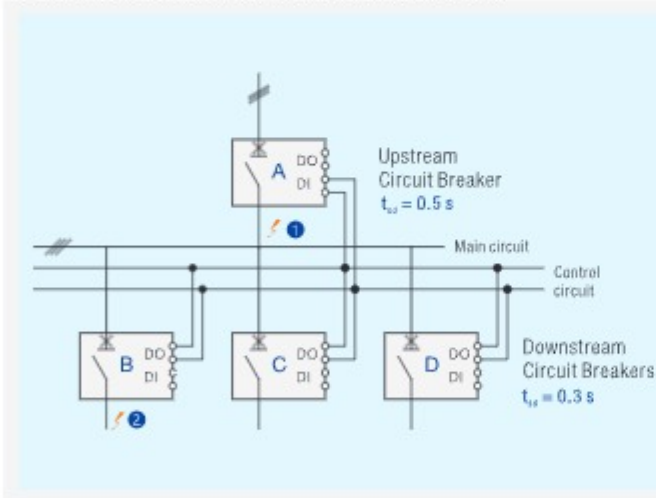 A
DO
DI
Upstream
Circuit Breaker
= 0.5 s
1
Main circuit
Control
circuit
B
DO
DI
C
DO
DI
D
DO
DI
Downstream
Circuit Breakers
= 0.3 s
2